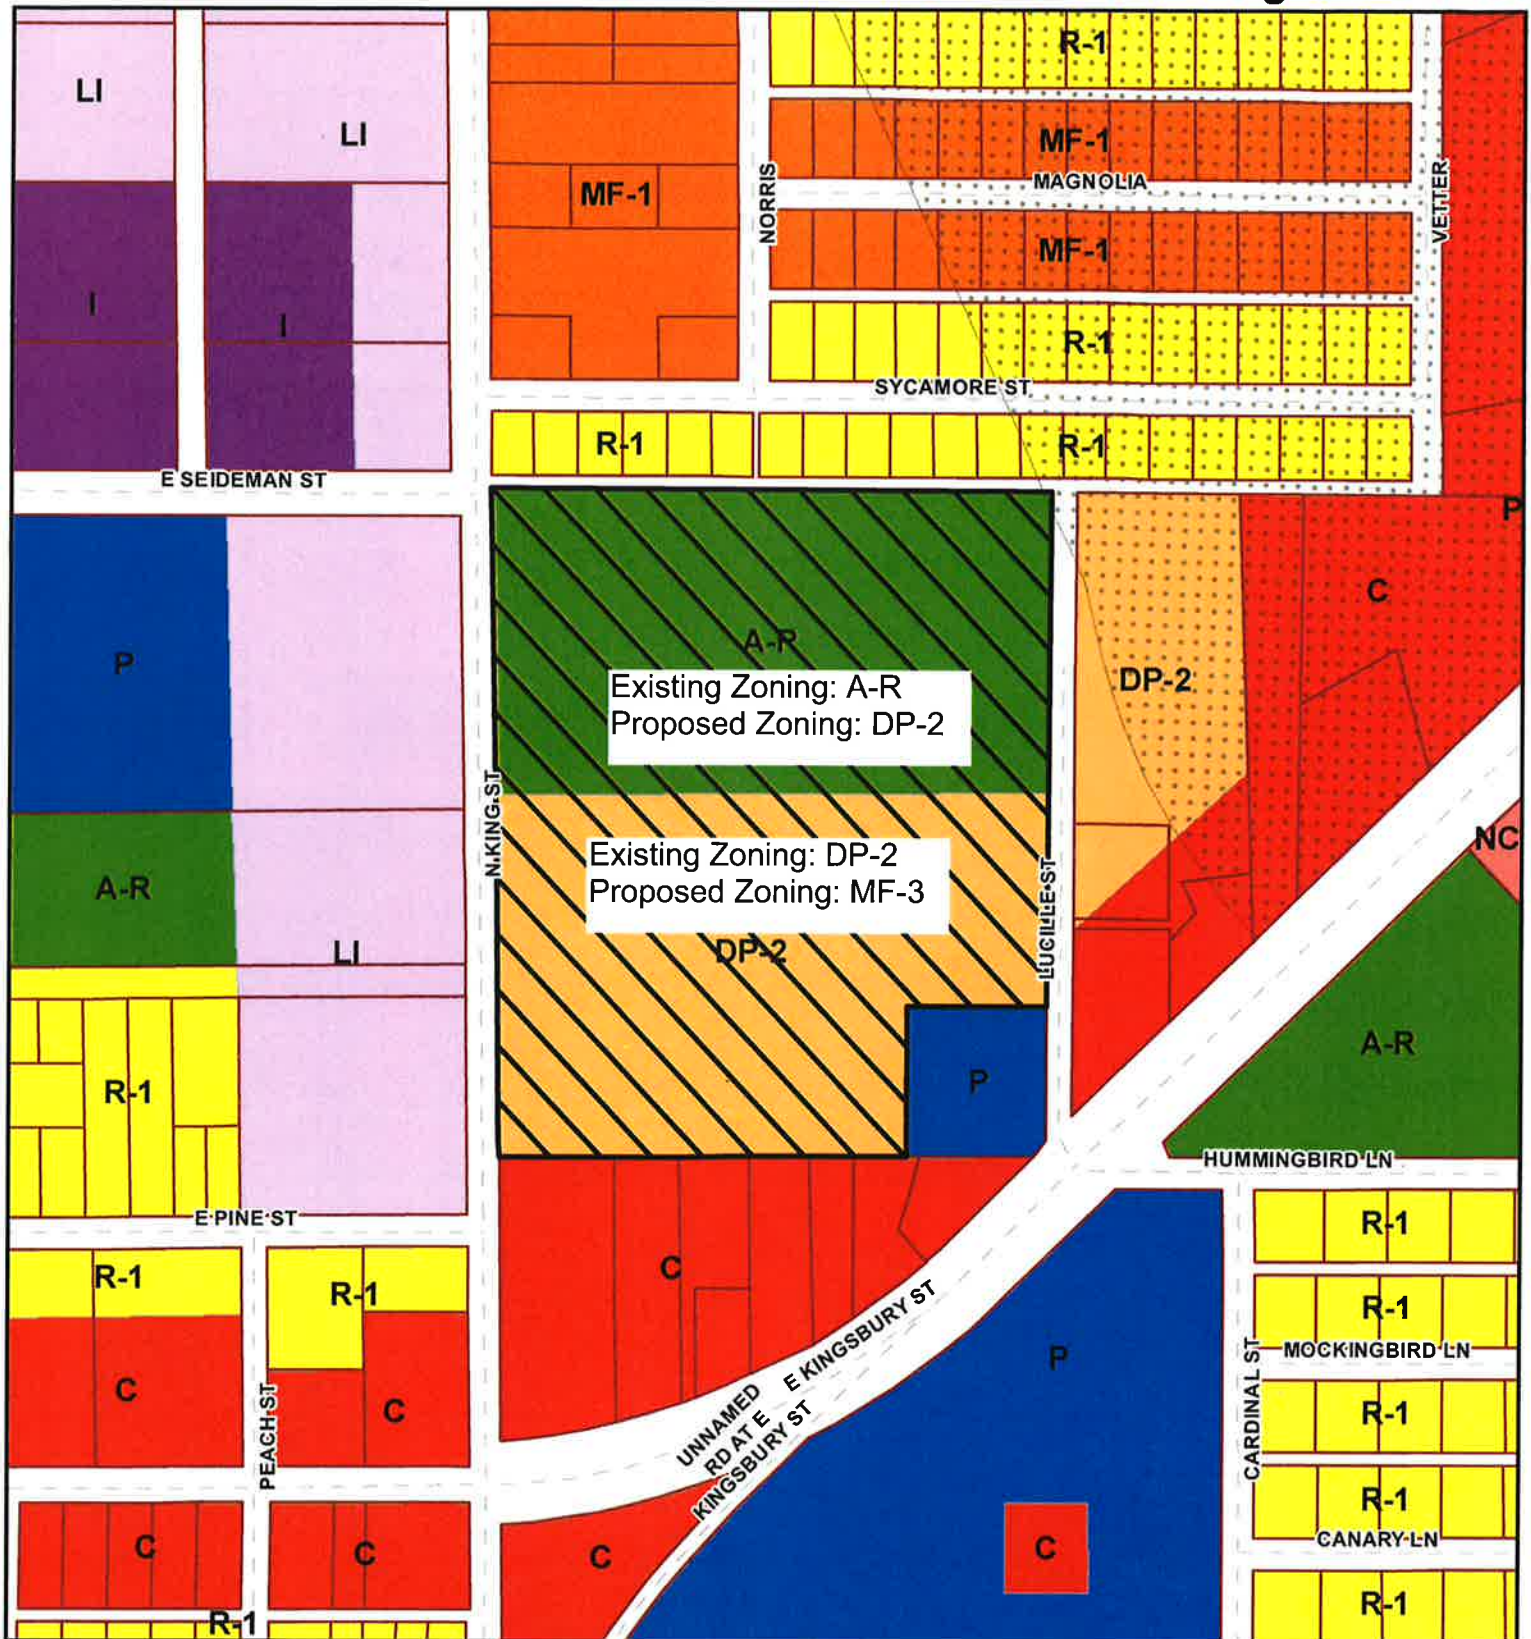 R-1
LI
LI
MF-1
MAGNOLIA
MF-1
NORRIS
VETTER
MF-1
I
I
R-1
SYCAMORE ST
R-1
R-1
E SEIDEMAN ST
P
C
A-R
P
DP-2
Existing Zoning: A-R
Proposed Zoning: DP-2
N KING ST
NC
Existing Zoning: DP-2
Proposed Zoning: MF-3
A-R
LUCILLE ST
DP-2
LI
A-R
P
R-1
HUMMINGBIRD LN
E PINE ST
R-1
C
R-1
R-1
R-1
E KINGSBURY ST
P
MOCKINGBIRD LN
C
C
PEACH ST
UNNAMED
RD AT E
KINGSBURY ST
CARDINAL ST
R-1
R-1
CANARY LN
C
C
C
C
R-1
R-1